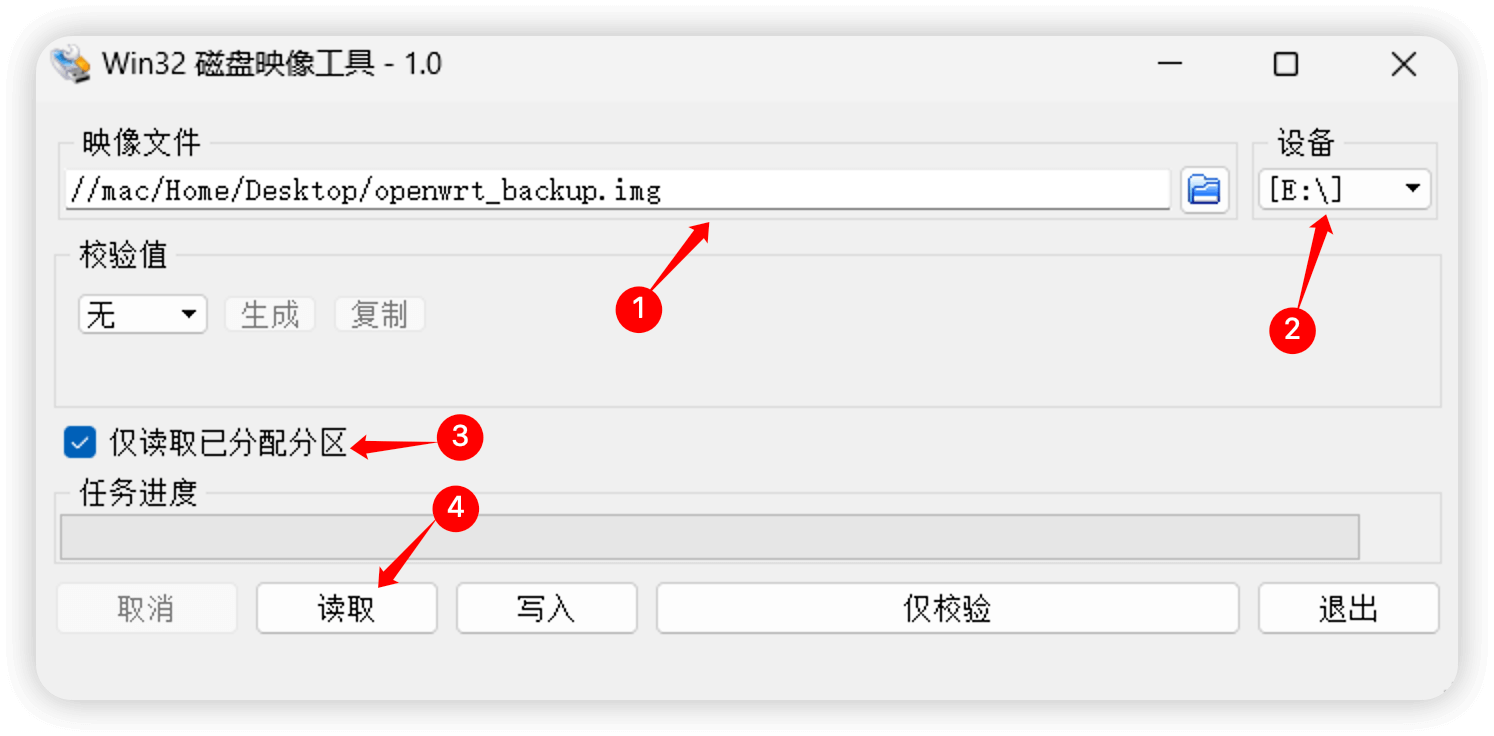 Win32 磁盘映像工具 - 1.0
映像文件
设备
//mac/Home/Desktop/openwrt_backup.img
[E:\]
校验值
1
2
无
生成
复制
仅读取已分配分区
3
任务进度
4
取消
读取
写入
仅校验
退出